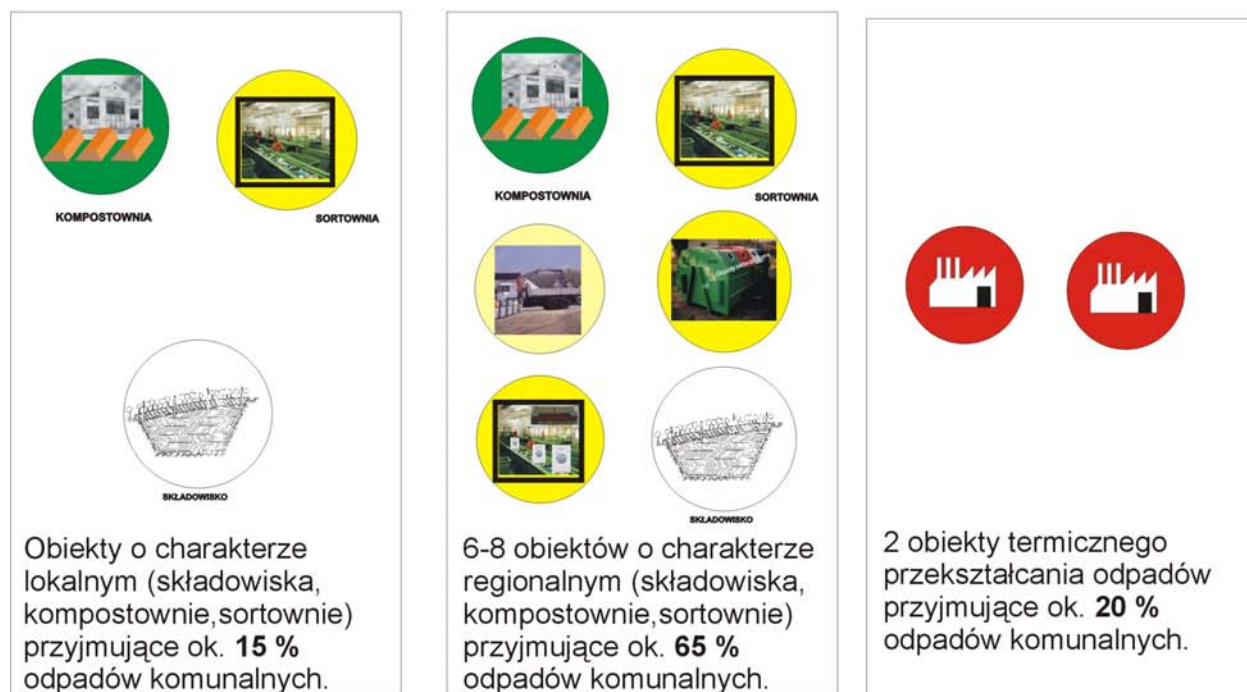 KOMPOSTOWNIA
SORTOWNIA
SKŁADOWISKO
Obiekty o charakterze
lokalnym (składowiska,
kompostownie,sortownie)
przyjmujące ok. 15 %
odpadów komunalnych.
KOMPOSTOWNIA
SORTOWNIA
SKŁADOWISKO
6-8 obiektów o charakterze
regionalnym (składowiska,
kompostownie,sortownie)
przyjmujące ok. 65 %
odpadów komunalnych.
2 obiekty termicznego
przekształcania odpadów
przyjmujące ok. 20 %
odpadów komunalnych.